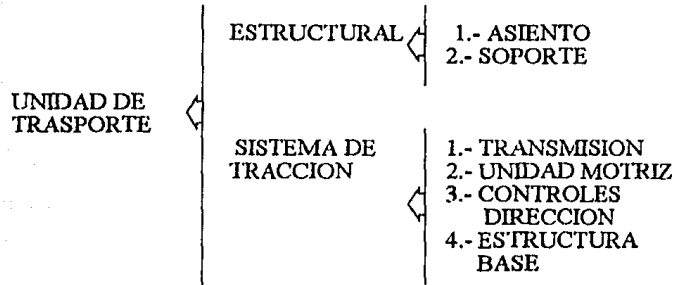 UNIDAD DE
TRASPORTE
ESTRUCTURAL
1.- ASIENTO
2.- SOPORTE
SISTEMA DE
TRACCION
1.- TRANSMISION
2.- UNIDAD MOTRIZ
3.- CONTROLES
DIRECCION
4.- ESTRUCTURA
BASE